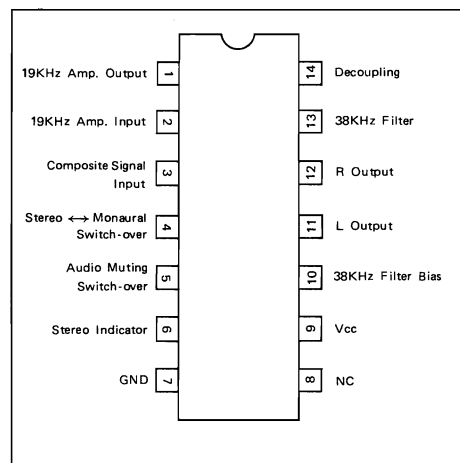 19KHz Amp. Output 1
19KHz Amp. Input 2
Composite Signal
Input 3
Stereo ↔ Monaural
Switch-over 4
Audio Muting
Switch-over 5
Stereo Indicator 6
GND 7
14 Decoupling
13 38KHz Filter
12 R Output
11 L Output
10 38KHz Filter Bias
9 Vcc
8 NC